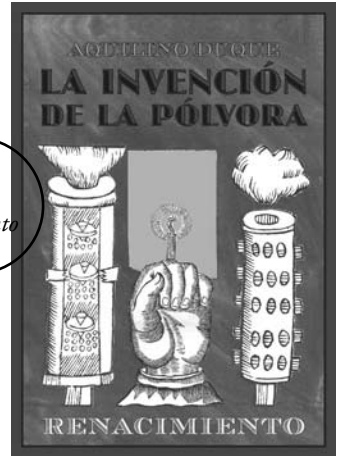 AQUILINO DUQUE
LA INVENCIÓN
DE LA PÓLVORA
RENACIMIENTO